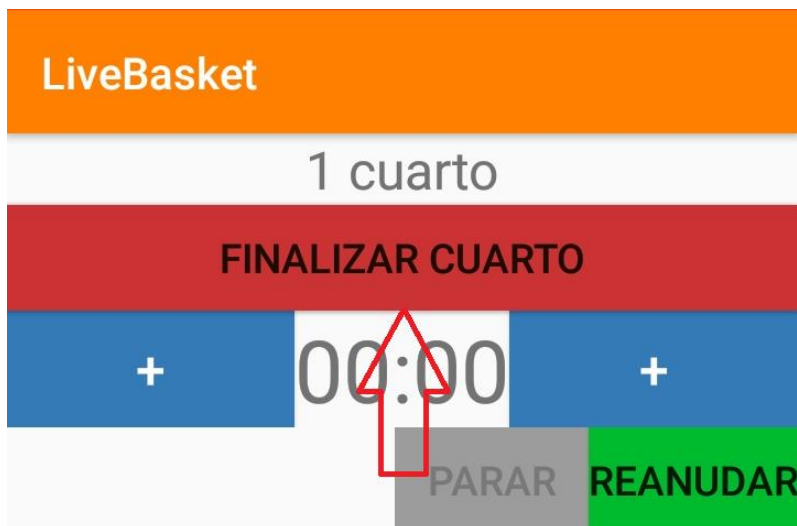 LiveBasket
1 cuarto
FINALIZAR CUARTO
+ 00:00 +
PARAR REANUDAR